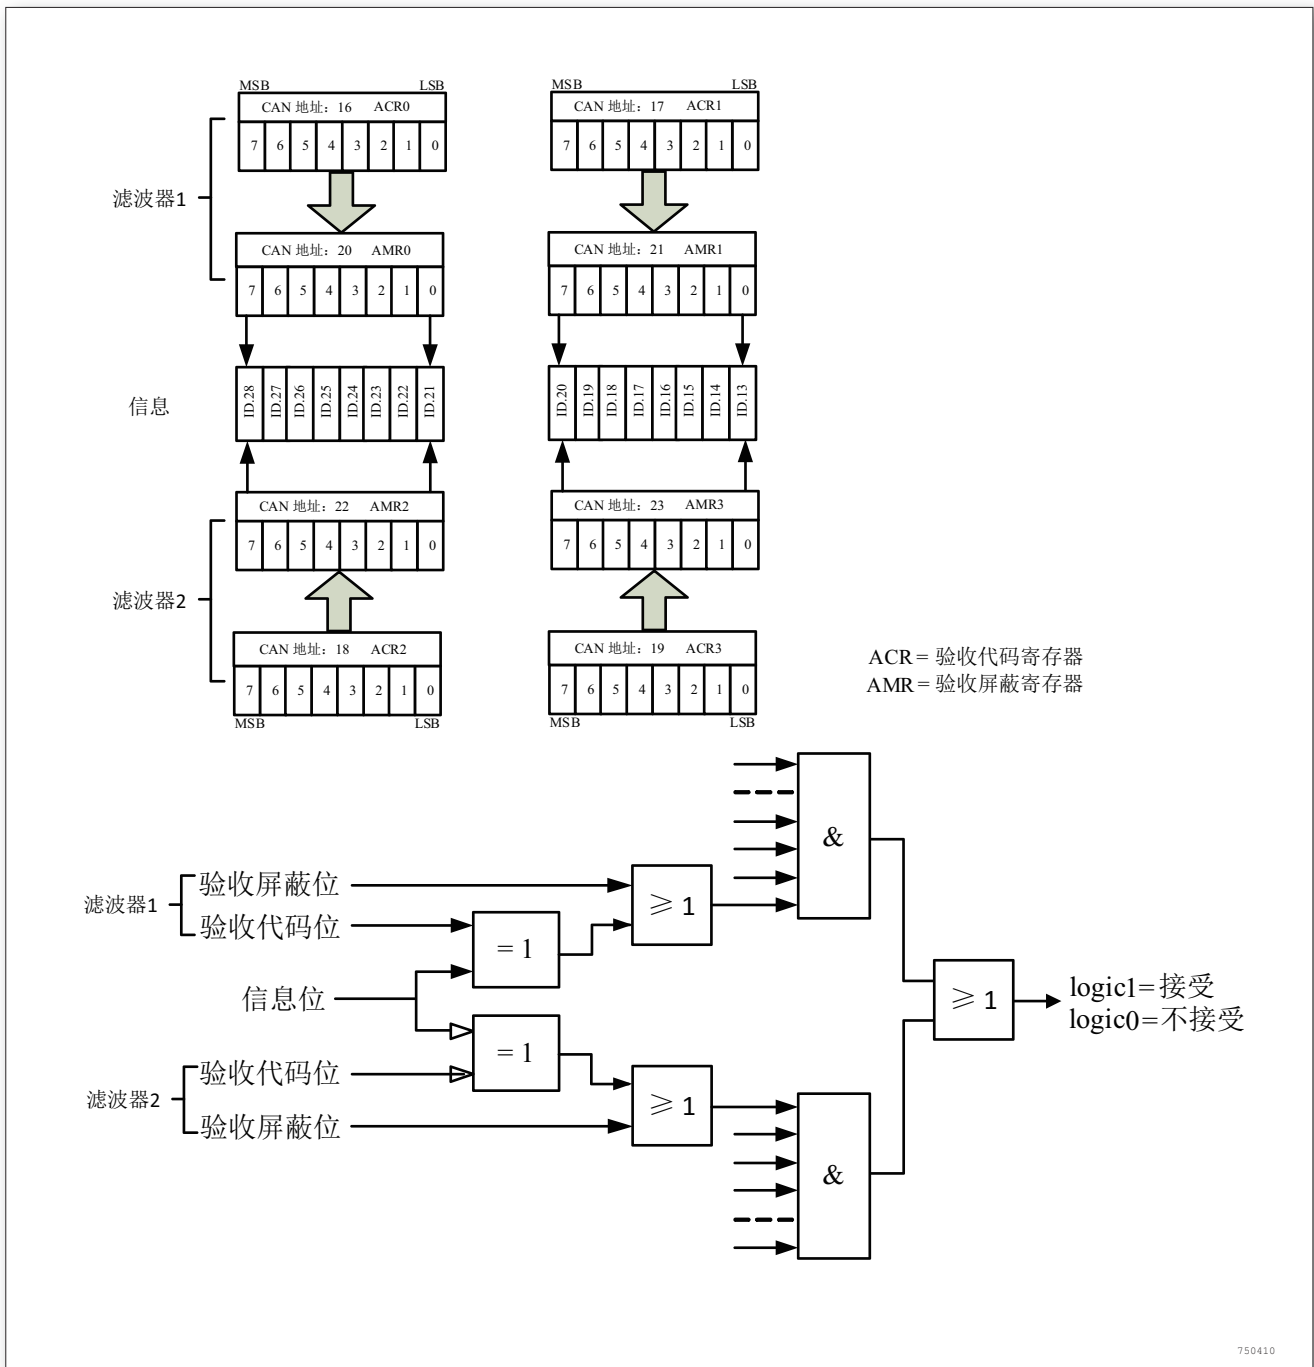 MSB LSB MSB LSB
CAN 地址：16 ACR0 CAN 地址：17 ACR1
7 6 5 4 3 2 1 0 7 6 5 4 3 2 1 0
滤波器1
CAN 地址：20 AMR0 CAN 地址：21 AMR1
7 6 5 4 3 2 1 0 7 6 5 4 3 2 1 0
信息 ID.28 ID.27 ID.26 ID.25 ID.24 ID.23 ID.22 ID.21 ID.20 ID.19 ID.18 ID.17 ID.16 ID.15 ID.14 ID.13
CAN 地址：22 AMR2 CAN 地址：23 AMR3
7 6 5 4 3 2 1 0 7 6 5 4 3 2 1 0
滤波器2
CAN 地址：18 ACR2 CAN 地址：19 ACR3
7 6 5 4 3 2 1 0 7 6 5 4 3 2 1 0
MSB LSB MSB LSB
ACR = 验收代码寄存器
AMR = 验收屏蔽寄存器
&
滤波器1
验收屏蔽位
≥ 1
验收代码位
= 1
信息位
≥ 1
logic1=接受
logic0=不接受
= 1
滤波器2
验收代码位
≥ 1
验收屏蔽位
&
750410